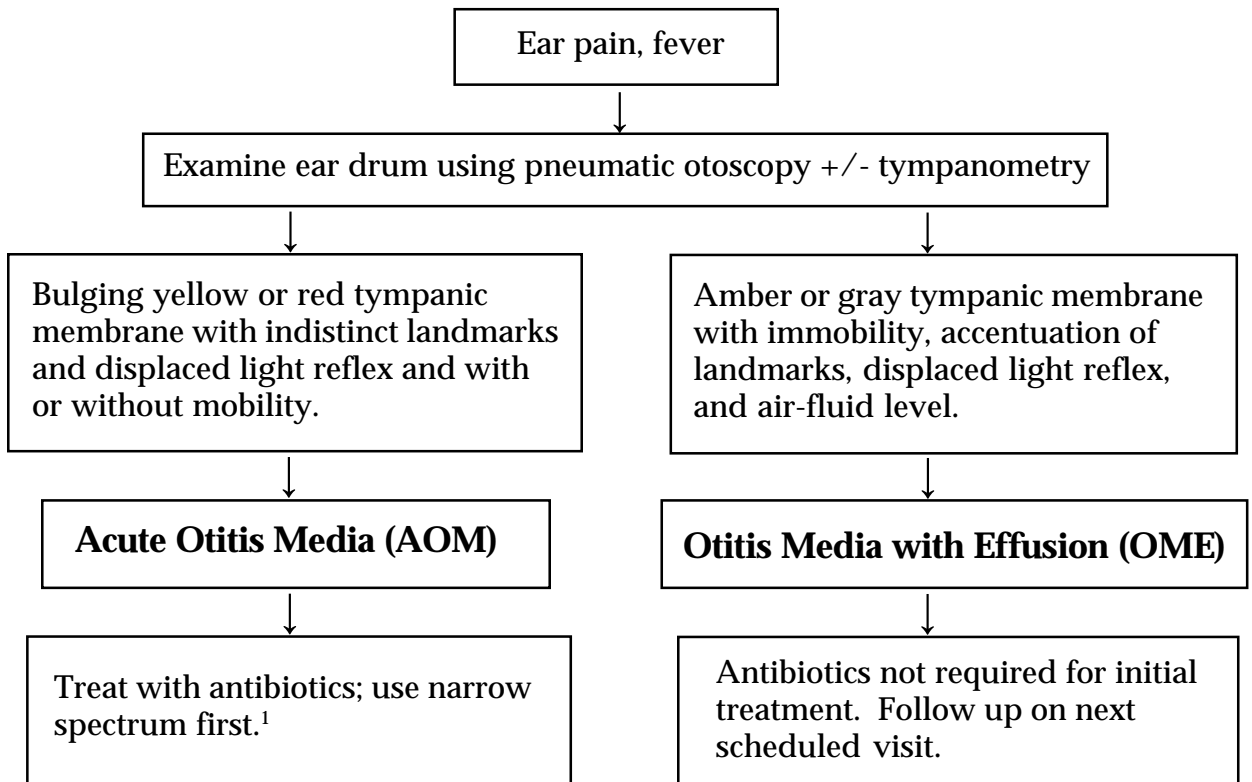 Ear pain, fever
Examine ear drum using pneumatic otoscopy +/- tympanometry
Bulging yellow or red tympanic
membrane with indistinct landmarks
and displaced light reflex and with
or without mobility.
Amber or gray tympanic membrane
with immobility, accentuation of
landmarks, displaced light reflex,
and air-fluid level.
Acute Otitis Media (AOM)
Otitis Media with Effusion (OME)
Treat with antibiotics; use narrow
spectrum first.¹
Antibiotics not required for initial
treatment.  Follow up on next
scheduled visit.